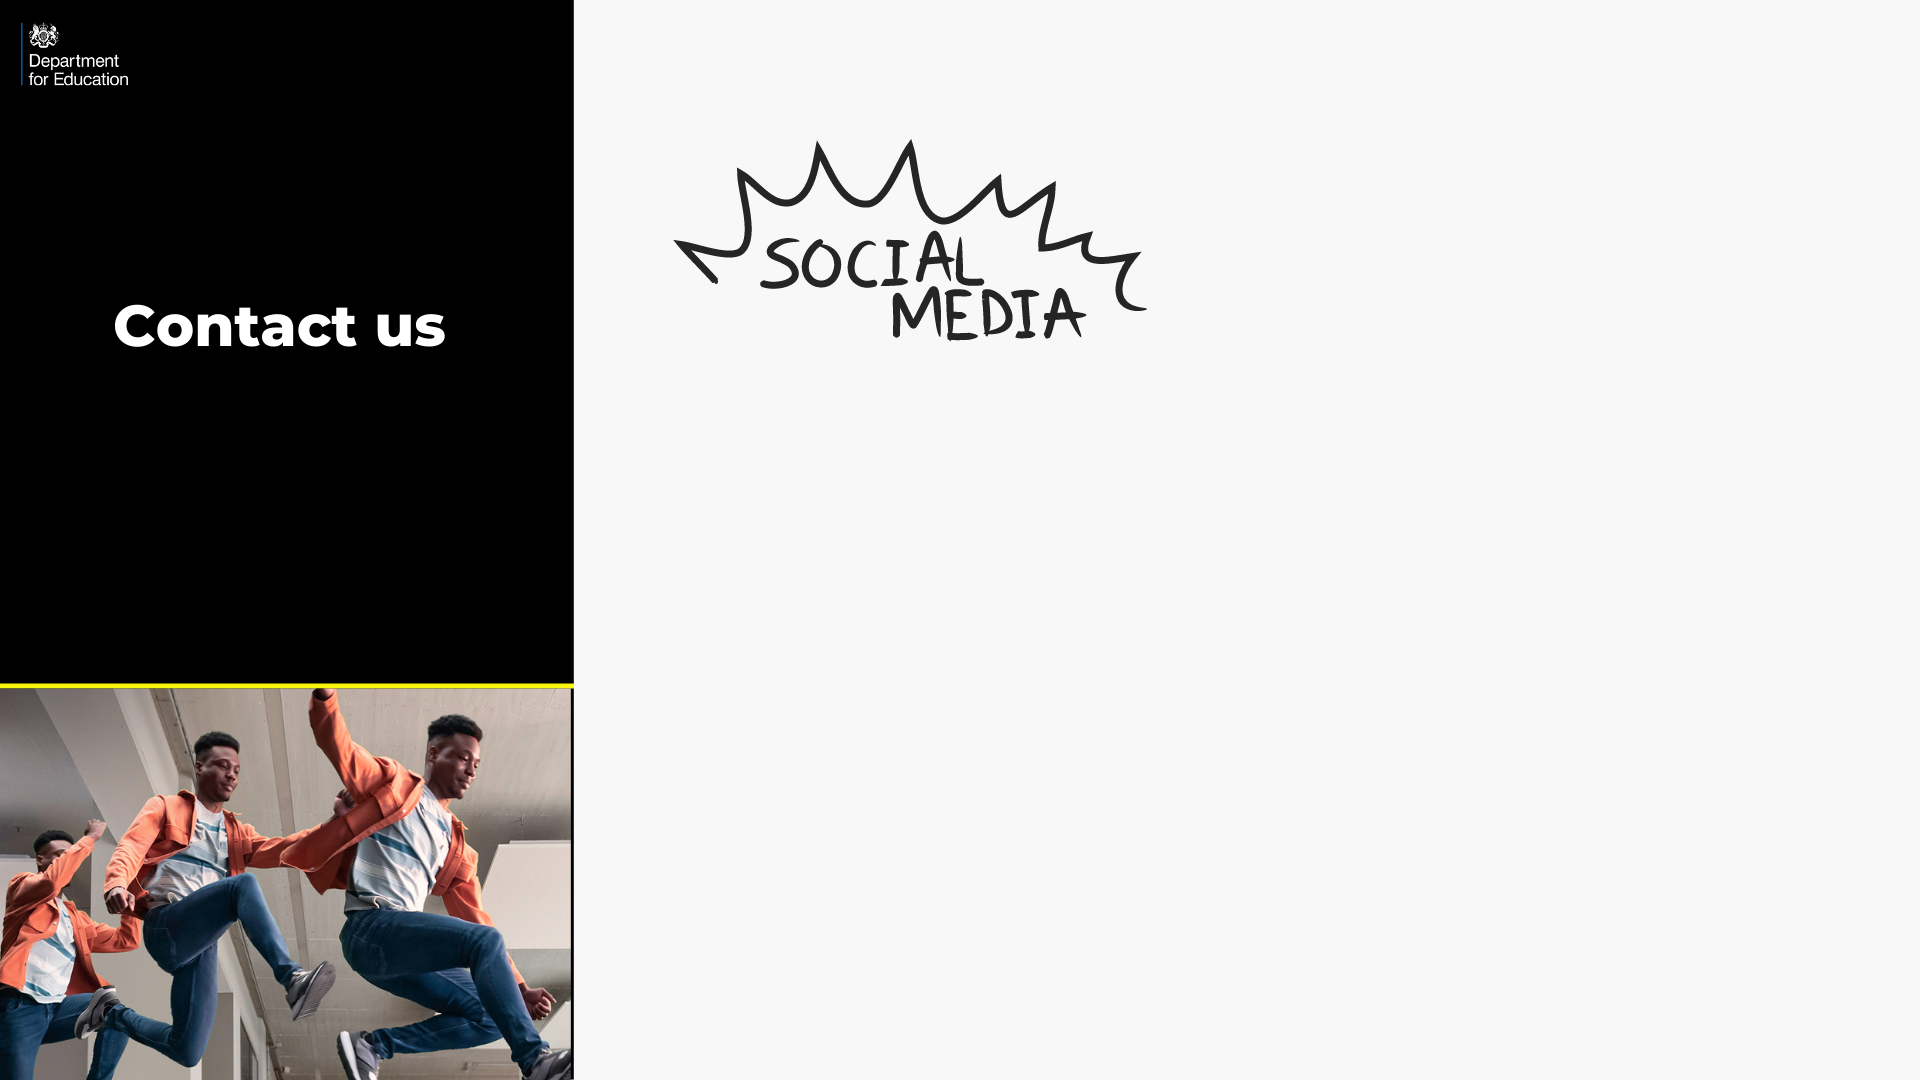 Department
for Education
Contact us
SOCIAL
MEDIA